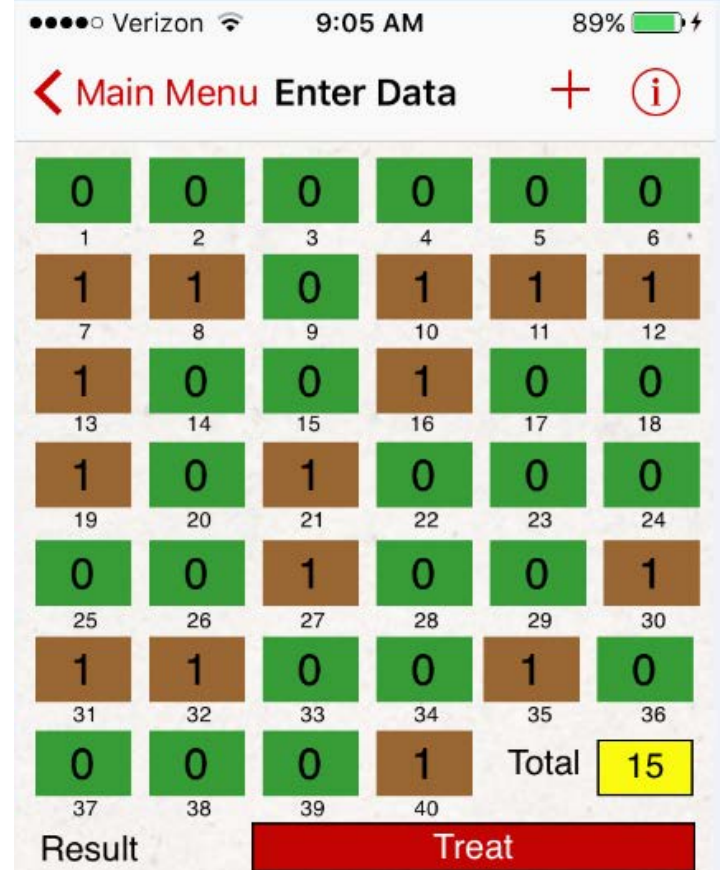 Verizon 9:05 AM 89%
Main Menu Enter Data + i
0 0 0 0 0 0
1 2 3 4 5 6
1 1 0 1 1 1
7 8 9 10 11 12
1 0 0 1 0 0
13 14 15 16 17 18
1 0 1 0 0 0
19 20 21 22 23 24
0 0 1 0 0 1
25 26 27 28 29 30
1 1 0 0 1 0
31 32 33 34 35 36
0 0 0 1 Total 15
37 38 39 40
Result Treat